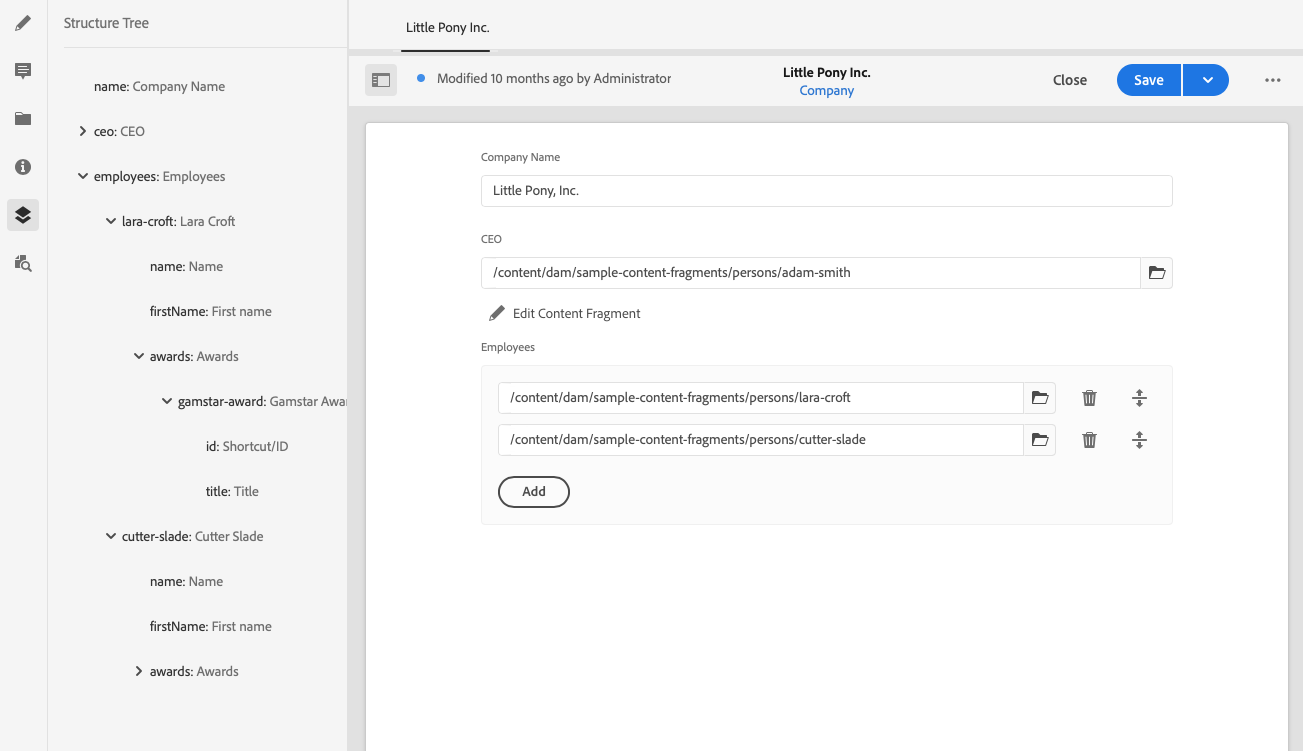 Structure Tree
name: Company Name
ceo: CEO
employees: Employees
lara-croft: Lara Croft
name: Name
firstName: First name
awards: Awards
gamstar-award: Gamstar Awa
id: Shortcut/ID
title: Title
cutter-slade: Cutter Slade
name: Name
firstName: First name
awards: Awards
Little Pony Inc.
Modified 10 months ago by Administrator
Little Pony Inc.
Company
Close
Save
Company Name
Little Pony, Inc.
CEO
/content/dam/sample-content-fragments/persons/adam-smith
Edit Content Fragment
Employees
/content/dam/sample-content-fragments/persons/lara-croft
/content/dam/sample-content-fragments/persons/cutter-slade
Add